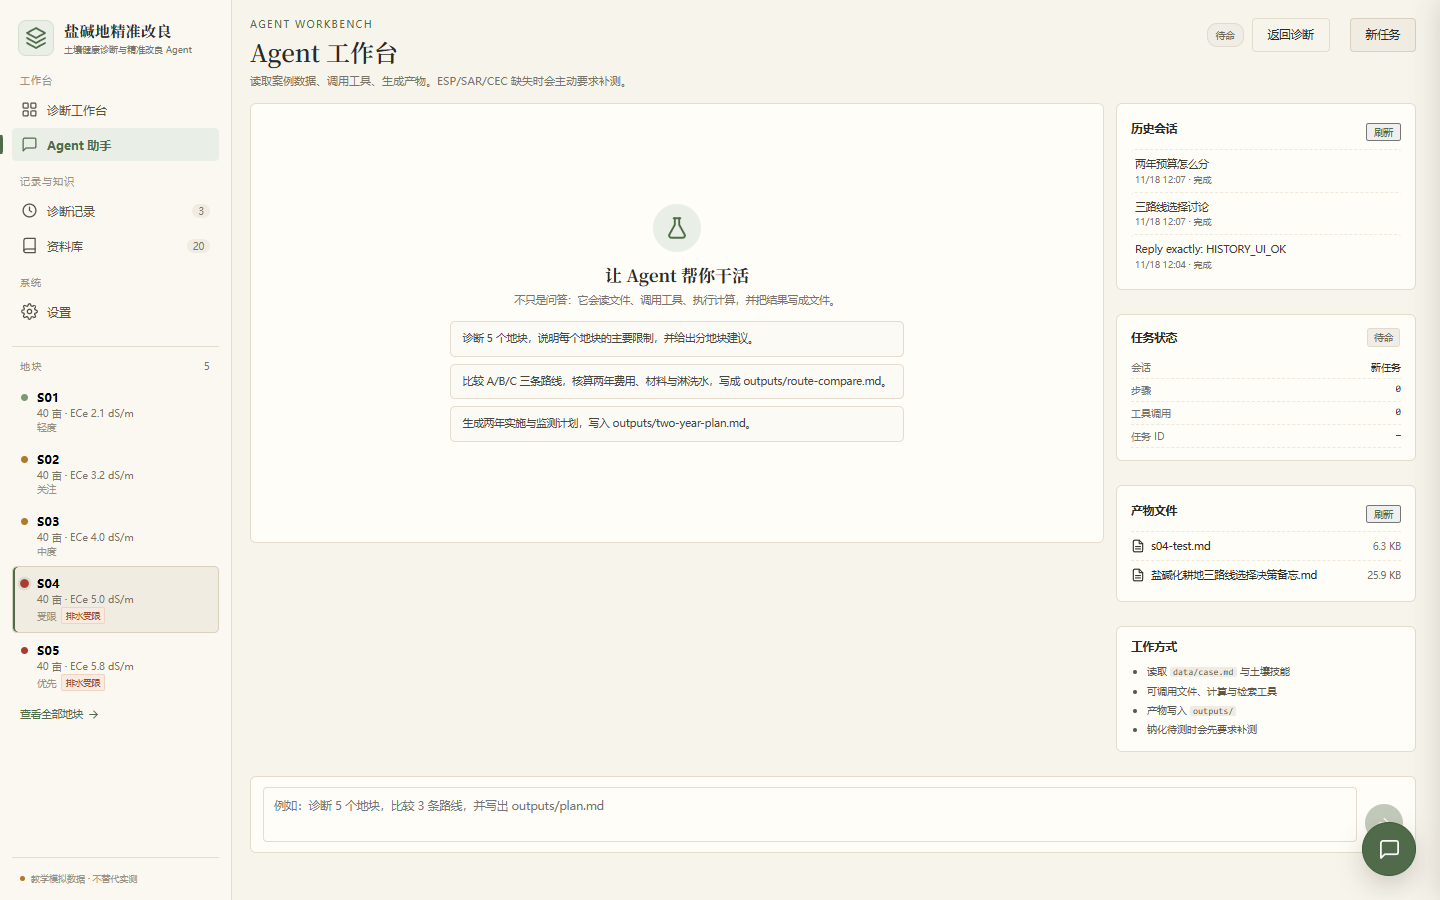 盐碱地精准改良
土壤健康诊断与精准改良 Agent
工作台
诊断工作台
Agent 助手
记录与知识
诊断记录
3
资料库
20
系统
设置
地块
5
S01
40 亩 · ECe 2.1 dS/m
轻度
S02
40 亩 · ECe 3.2 dS/m
关注
S03
40 亩 · ECe 4.0 dS/m
中度
S04
40 亩 · ECe 5.0 dS/m
受限 排水受限
S05
40 亩 · ECe 5.8 dS/m
优先 排水受限
查看全部地块 →
教学模拟数据 · 不替代实测
AGENT WORKBENCH
Agent 工作台
读取案例数据、调用工具、生成产物。ESP/SAR/CEC 缺失时会主动要求补测。
待命
返回诊断
新任务
让 Agent 帮你干活
不只是问答：它会读文件、调用工具、执行计算，并把结果写成文件。
诊断 5 个地块，说明每个地块的主要限制，并给出分地块建议。
比较 A/B/C 三条路线，核算两年费用、材料与淋洗水，写成 outputs/route-compare.md。
生成两年实施与监测计划，写入 outputs/two-year-plan.md。
历史会话
刷新
两年预算怎么分
11/18 12:07 · 完成
三路线选择讨论
11/18 12:07 · 完成
Reply exactly: HISTORY_UI_OK
11/18 12:04 · 完成
任务状态
待命
会话
新任务
步骤
0
工具调用
0
任务 ID
–
产物文件
刷新
s04-test.md
6.3 KB
盐碱化耕地三路线选择决策备忘.md
25.9 KB
工作方式
读取 data/case.md 与土壤技能
可调用文件、计算与检索工具
产物写入 outputs/
钠化待测时会先要求补测
例如：诊断 5 个地块，比较 3 条路线，并写出 outputs/plan.md